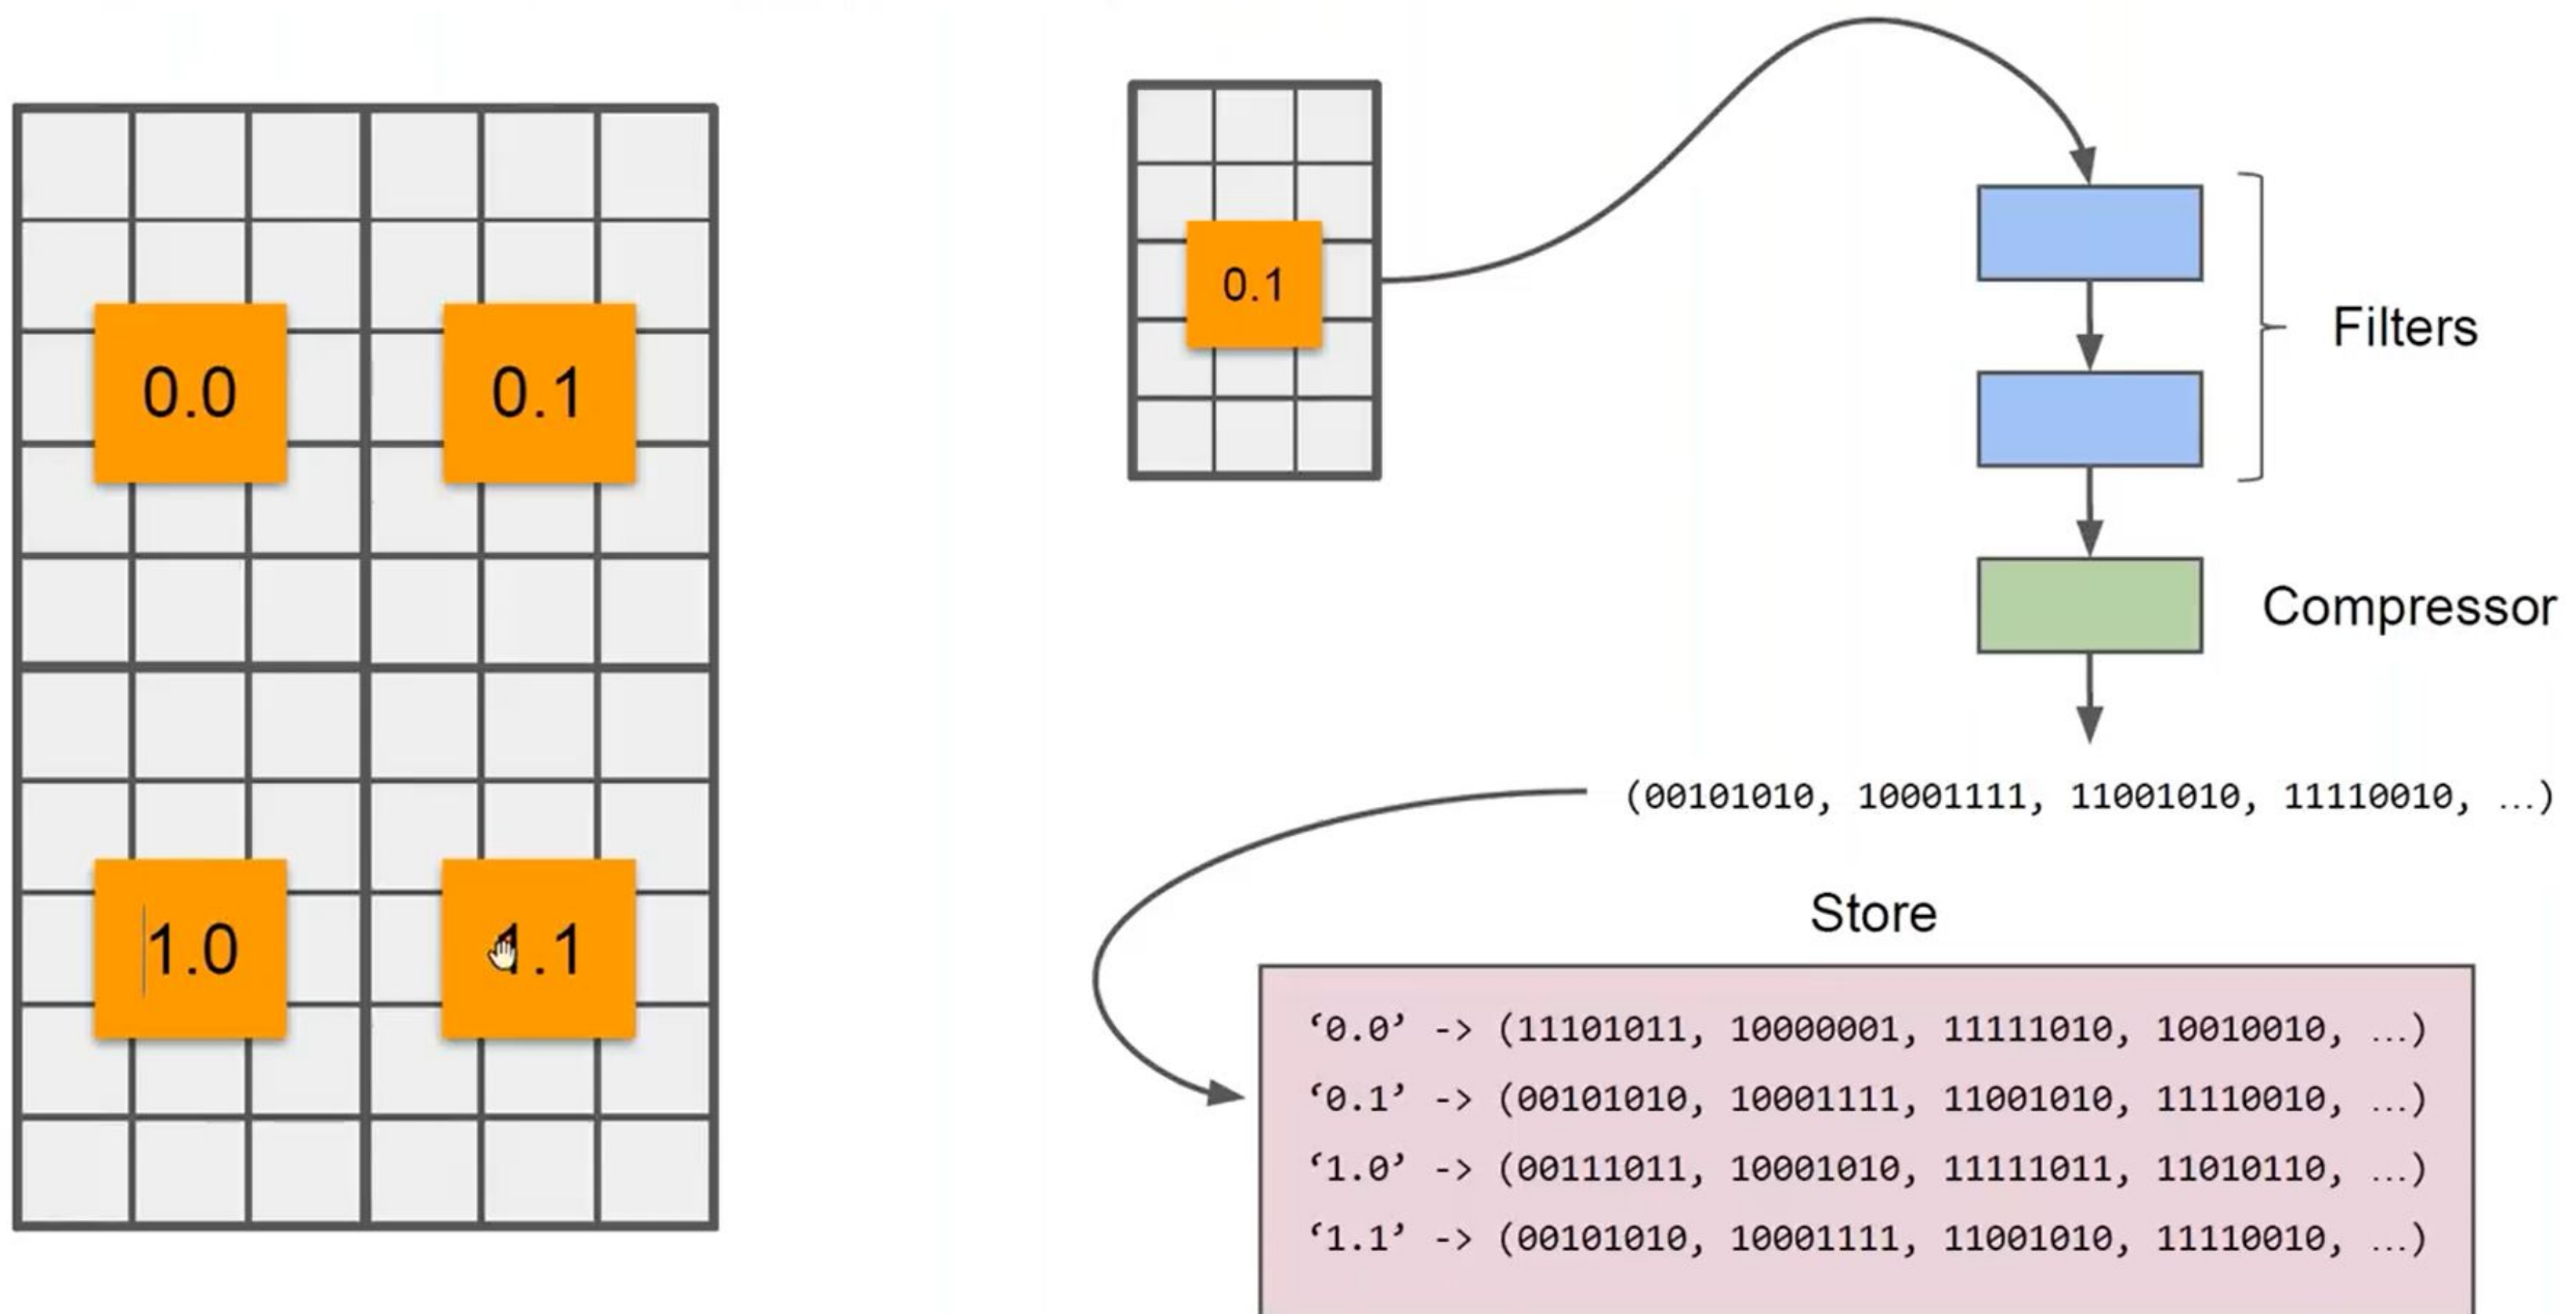 0.0
0.1
1.0
1.1
0.1
Filters
Compressor
(00101010, 10001111, 11001010, 11110010, ...)
Store
‘0.0’ -> (11101011, 10000001, 11111010, 10010010, ...)
‘0.1’ -> (00101010, 10001111, 11001010, 11110010, ...)
‘1.0’ -> (00111011, 10001010, 11111011, 11010110, ...)
‘1.1’ -> (00101010, 10001111, 11001010, 11110010, ...)